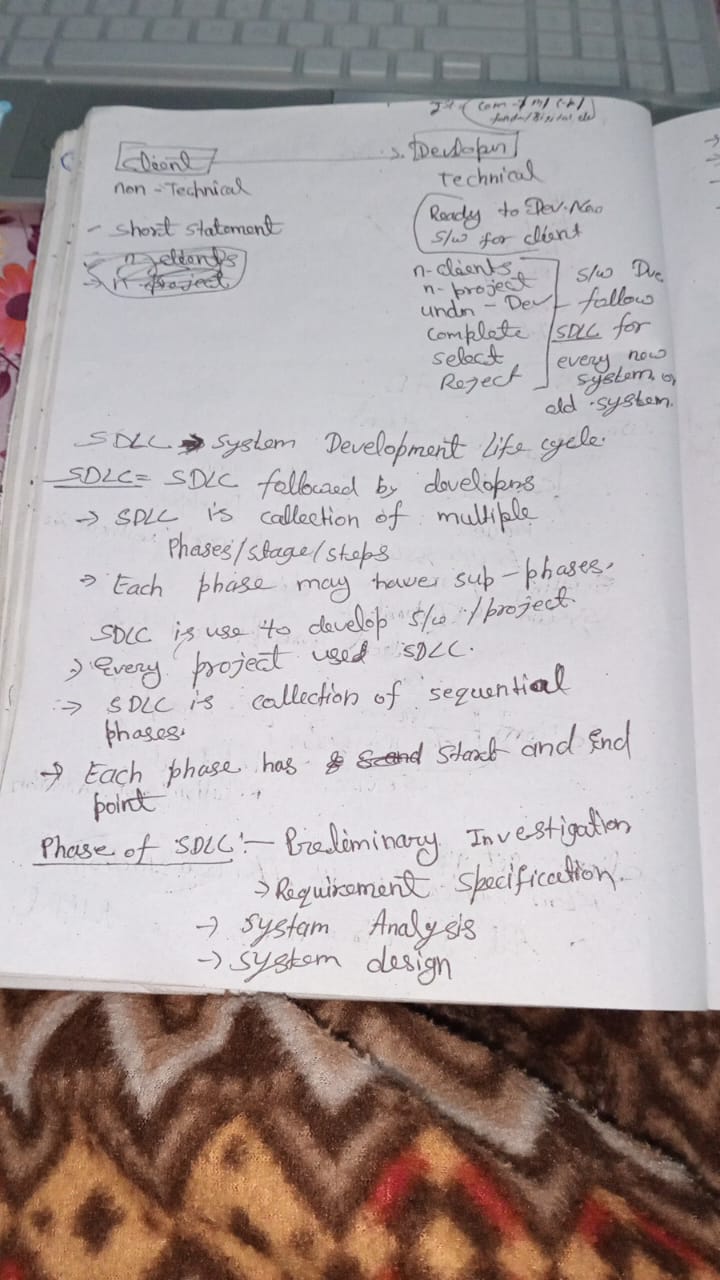 Client
non - Technical
- short statement
n-clients
→ IT project
s. Developer
Technical
Ready to Dev. New
s/w for client
n-clients
n- project
undr - Dev
complete
select
Reject
s/w Dve
follow
SDLC for
every new
system or
old system.
SDLC → System Development Life cycle.
SDLC = SDLC followed by developers
→ SDLC is collection of multiple
Phases/stage/steps
→ Each phase may have sub-phases.
SDLC is use to develop s/w /project
→ Every project used SDLC.
→ SDLC is collection of sequential
phases.
→ Each phase has start and End
point
Phase of SDLC :- Preliminary Investigation
→ Requirement Specification.
→ System Analysis
→ System design